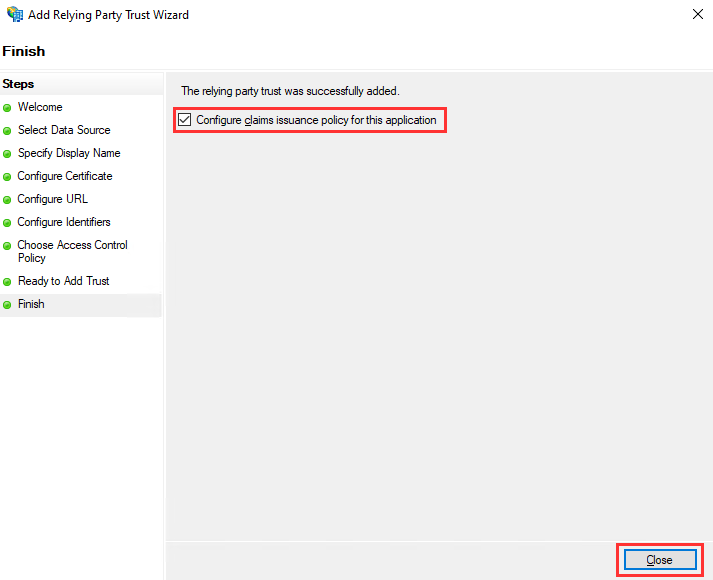 Add Relying Party Trust Wizard
Finish
Steps
Welcome
Select Data Source
Specify Display Name
Configure Certificate
Configure URL
Configure Identifiers
Choose Access Control
Policy
Ready to Add Trust
Finish
The relying party trust was successfully added.
Configure claims issuance policy for this application
Close